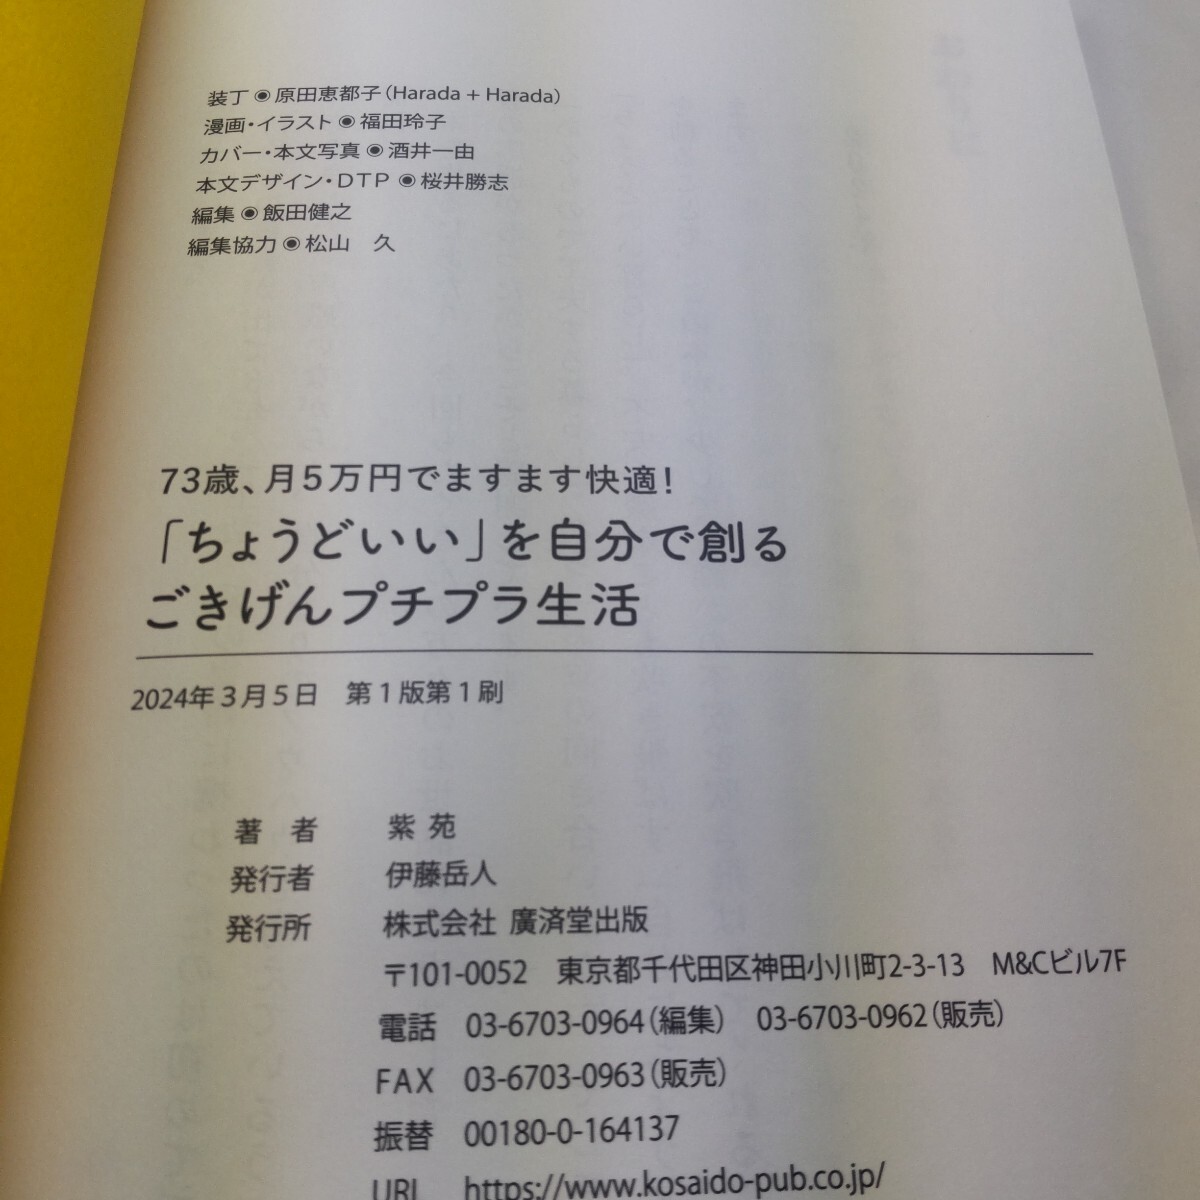 装丁◉原田恵都子(Harada + Harada)
漫画・イラスト◉福田玲子
カバー・本文写真◉酒井一由
本文デザイン・DTP◉桜井勝志
編集◉飯田健之
編集協力◉松山　久
73歳、月5万円でますます快適!
「ちょうどいい」を自分で創る
ごきげんプチプラ生活
2024年3月5日　第1版第1刷
著　者　紫 苑
発行者　伊藤岳人
発行所　株式会社 廣済堂出版
〒101-0052　東京都千代田区神田小川町2-3-13　M&Cビル7F
電話　03-6703-0964(編集)　03-6703-0962(販売)
FAX　03-6703-0963(販売)
振替　00180-0-164137
URL　https://www.kosaido-pub.co.jp/